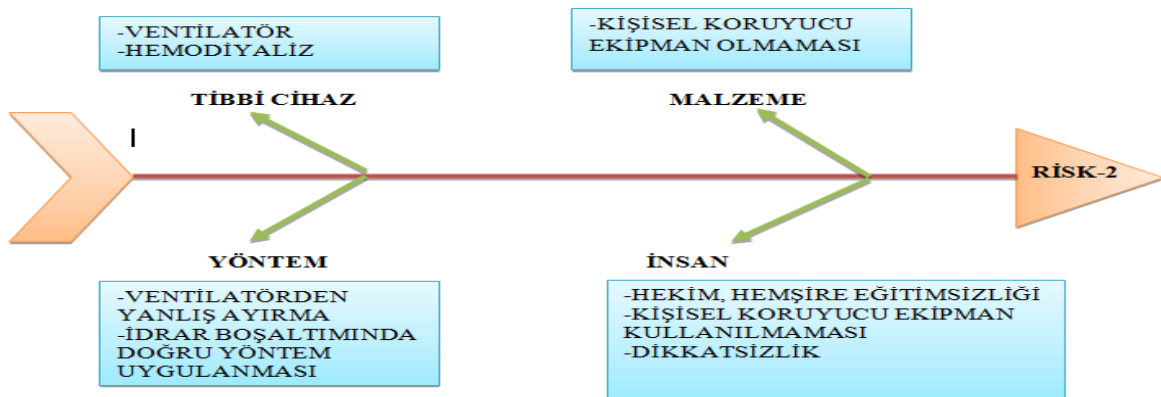 -VENTİLATÖR
-HEMODİYALİZ
-KİŞİSEL KORUYUCU
EKİPMAN OLMAMASI
TİBBİ CİHAZ
MALZEME
RİSK-2
YÖNTEM
İNSAN
-VENTİLATÖRDEN
YANLIŞ AYIRMA
-İDRAR BOŞALTIMINDA
DOĞRU YÖNTEM
UYGULANMASI
-HEKİM, HEMŞİRE EĞİTİMSİZLİĞİ
-KİŞİSEL KORUYUCU EKİPMAN
KULLANILMAMASI
-DİKKATSİZLİK